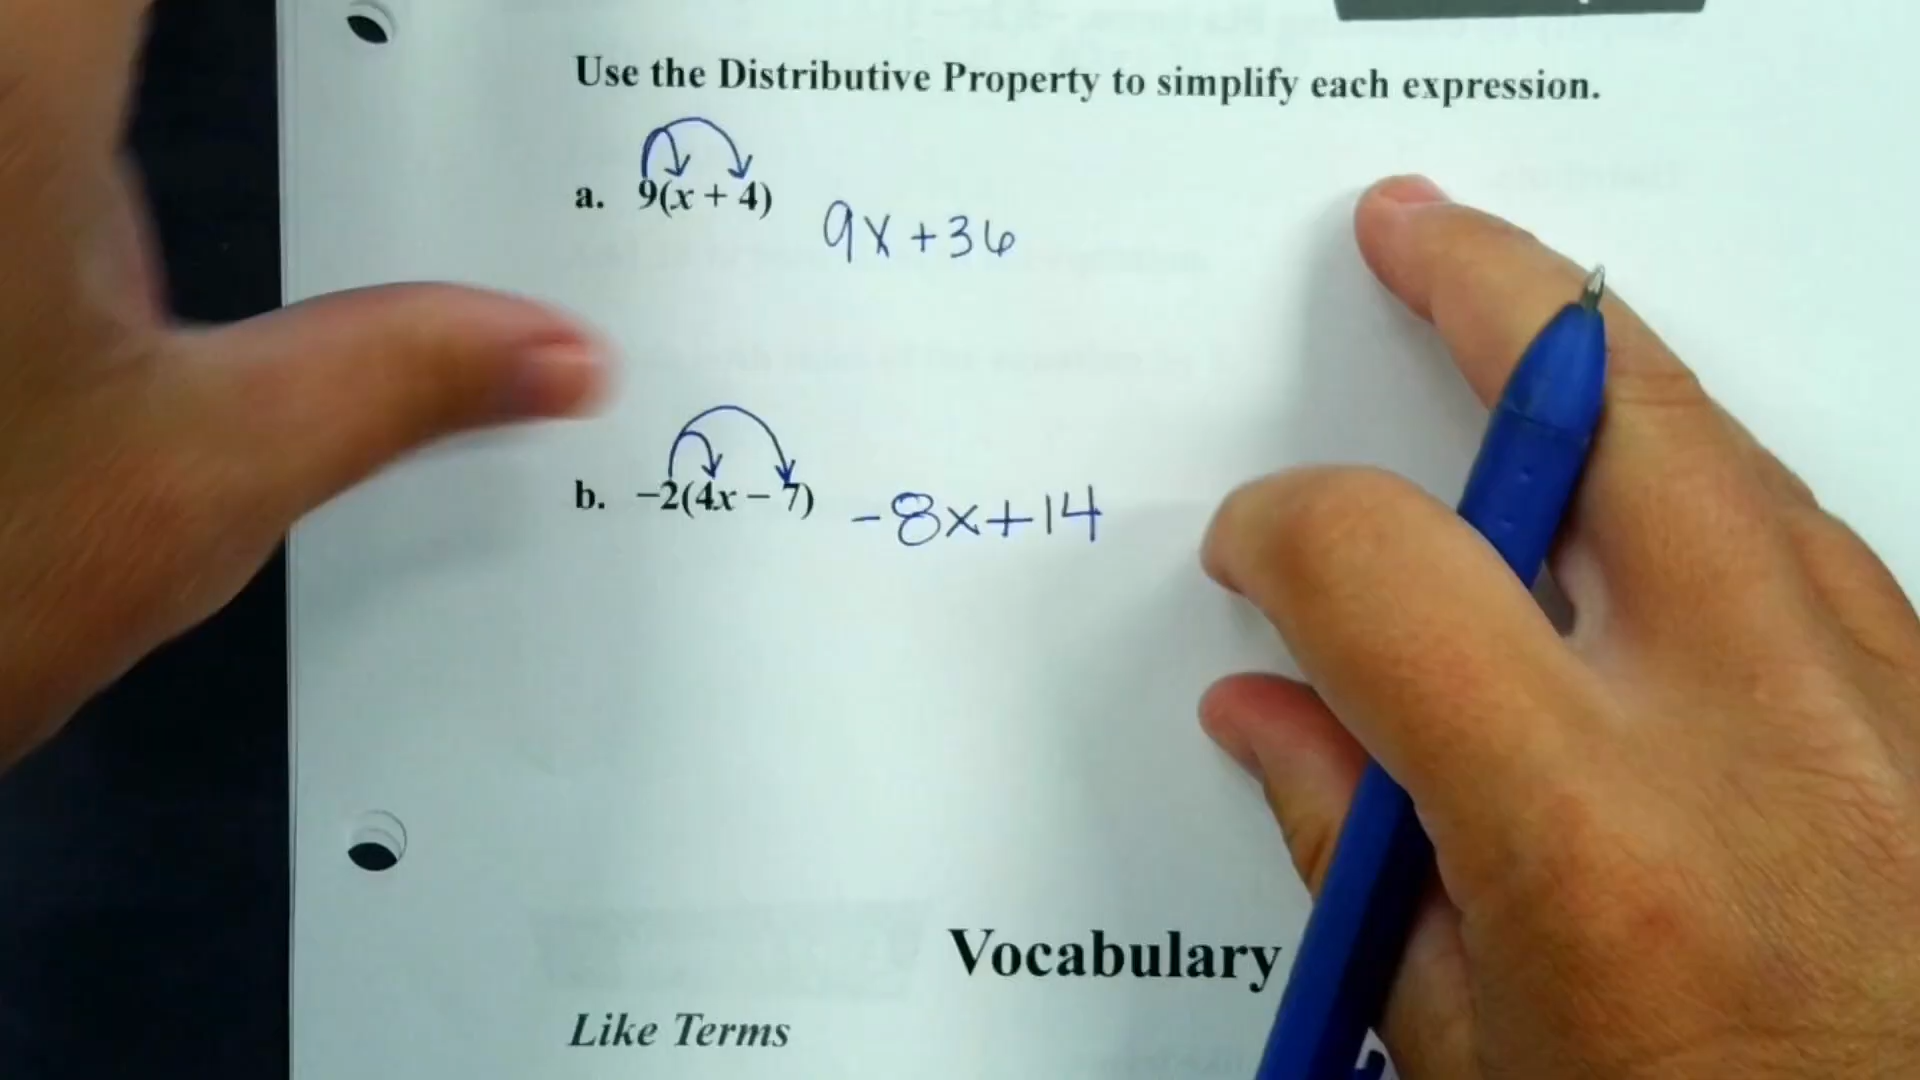 Use the Distributive Property to simplify each expression.
a. 9(x + 4) 9x + 36
b. −2(4x − 7) -8x+14
Vocabulary
Like Terms